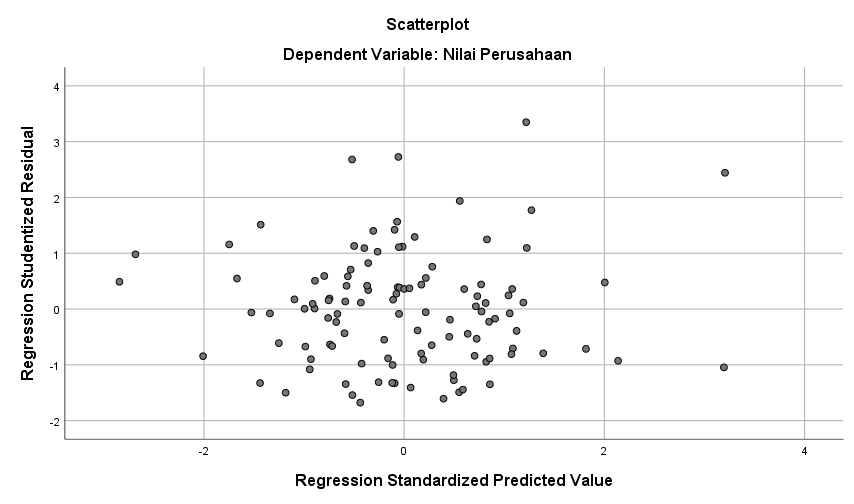 Scatterplot
Dependent Variable: Nilai Perusahaan
Regression Studentized Residual
4
3
2
1
0
-1
-2
-2
0
2
4
Regression Standardized Predicted Value